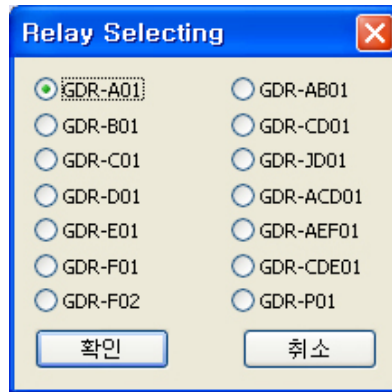 Relay Selecting
GDR-A01 GDR-AB01
GDR-B01 GDR-CD01
GDR-C01 GDR-JD01
GDR-D01 GDR-ACD01
GDR-E01 GDR-AEF01
GDR-F01 GDR-CDE01
GDR-F02 GDR-P01
확인 취소